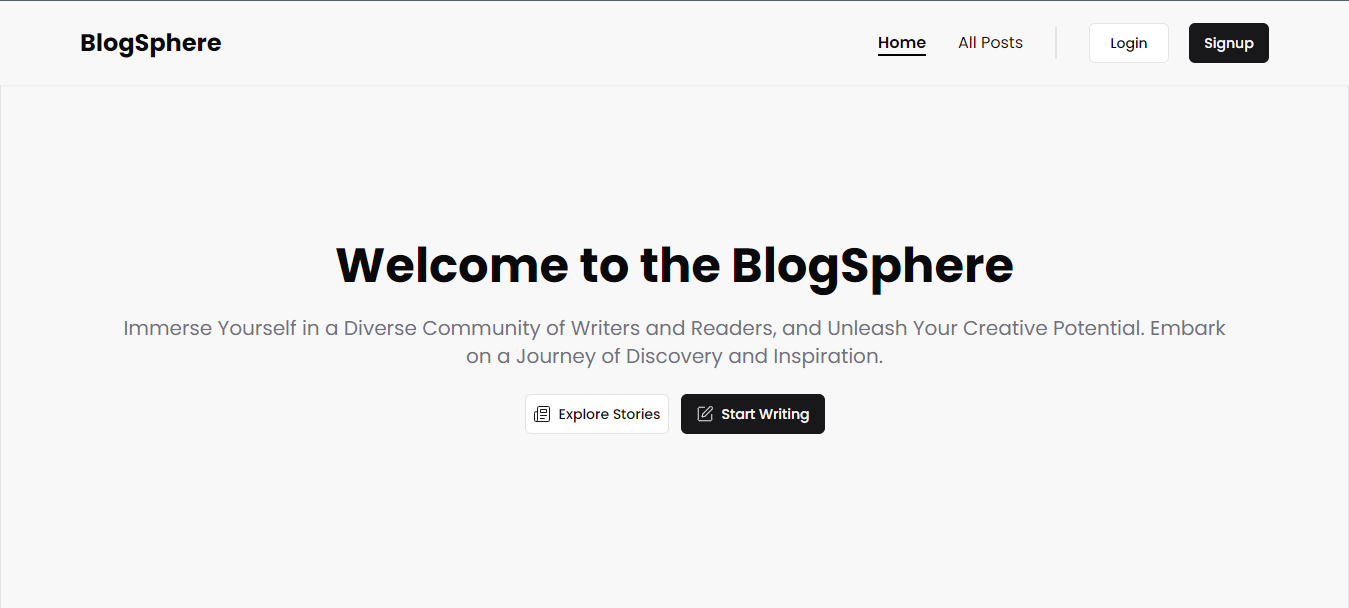 BlogSphere
Home
All Posts
Login
Signup
Welcome to the BlogSphere
Immerse Yourself in a Diverse Community of Writers and Readers, and Unleash Your Creative Potential. Embark
on a Journey of Discovery and Inspiration.
Explore Stories
Start Writing